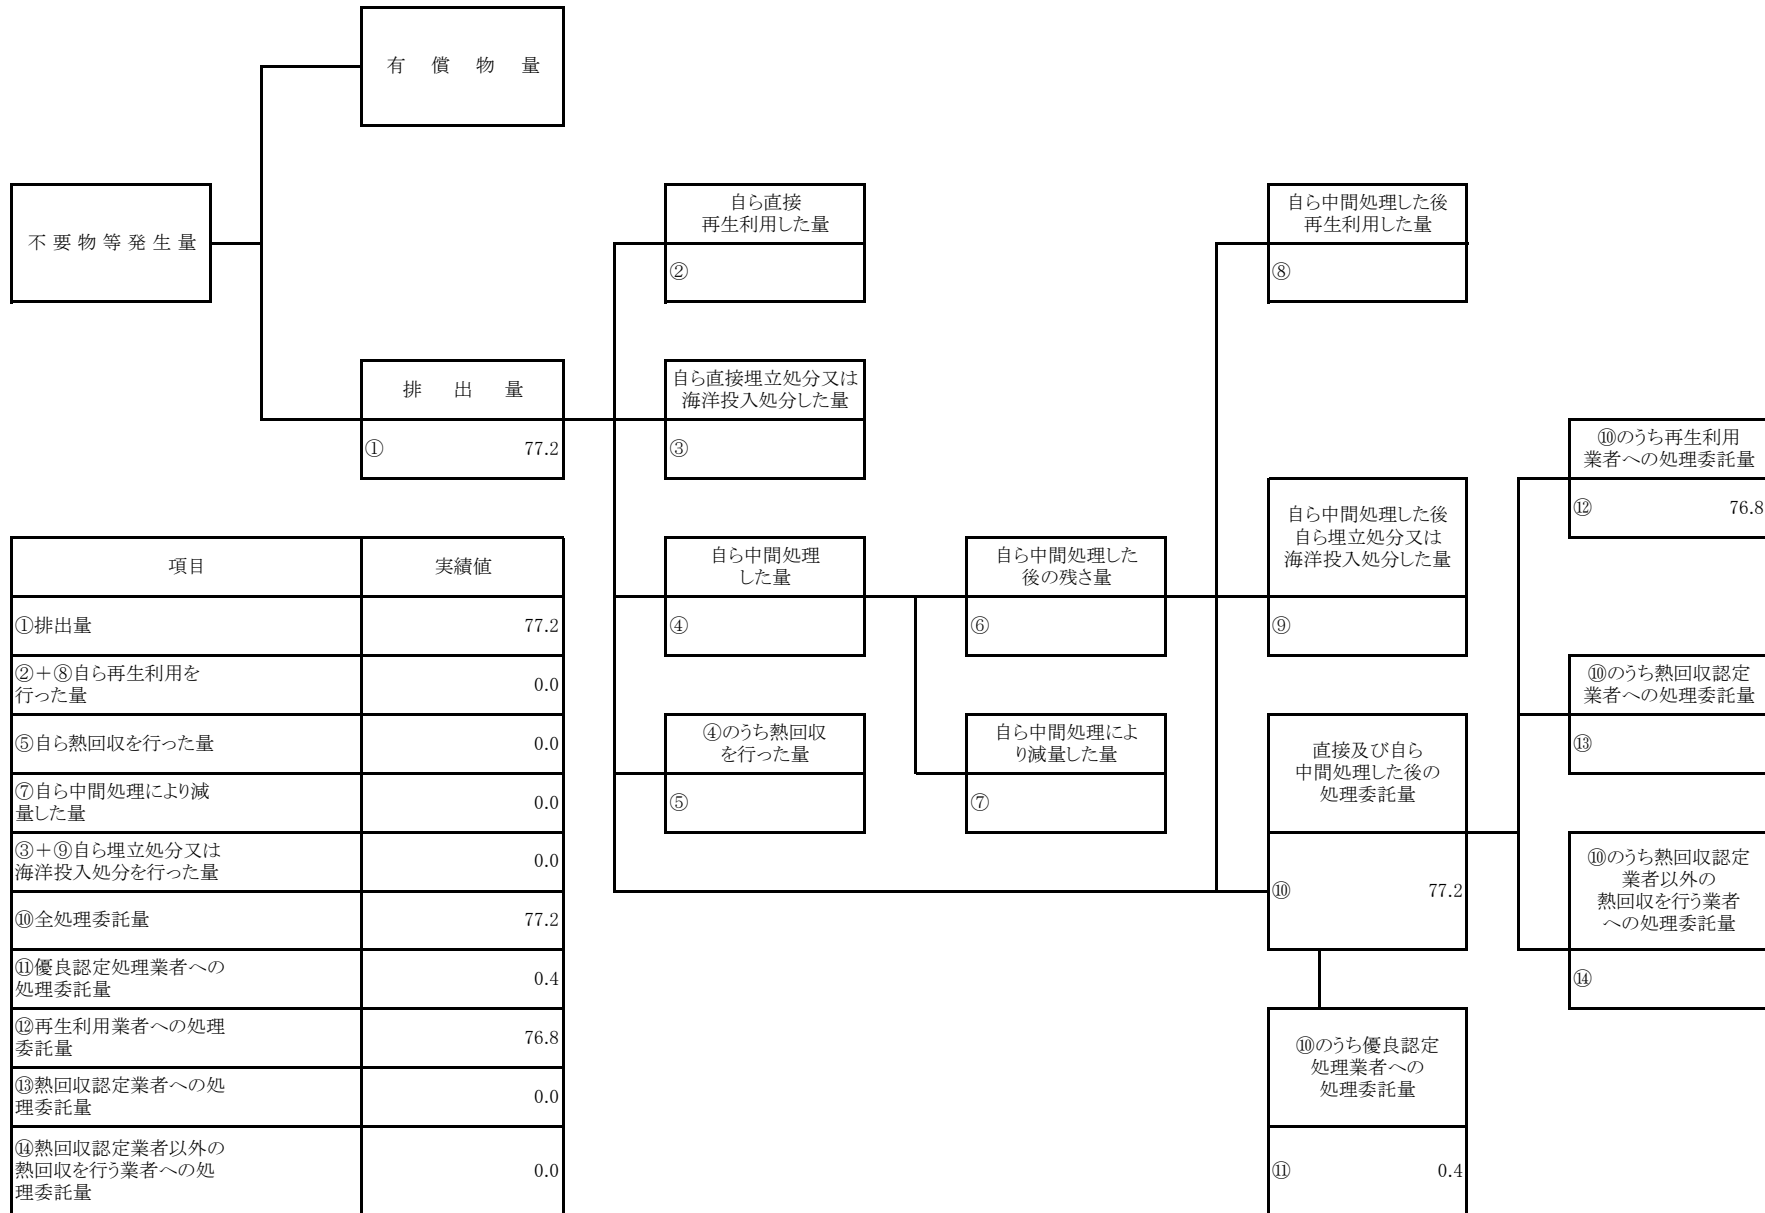 有　償　物　量
不 要 物 等 発 生 量
自ら直接
再生利用した量
②
自ら中間処理した後
再生利用した量
⑧
排　出　量
①　77.2
自ら直接埋立処分又は
海洋投入処分した量
③
⑩のうち再生利用
業者への処理委託量
⑫　76.8
自ら中間処理
した量
④
自ら中間処理した
後の残さ量
⑥
自ら中間処理した後
自ら埋立処分又は
海洋投入処分した量
⑨
⑩のうち熱回収認定
業者への処理委託量
⑬
④のうち熱回収
を行った量
⑤
自ら中間処理によ
り減量した量
⑦
直接及び自ら
中間処理した後の
処理委託量
⑩　77.2
⑩のうち熱回収認定
業者以外の
熱回収を行う業者
への処理委託量
⑭
⑩のうち優良認定
処理業者への
処理委託量
⑪　0.4
項目　実績値
①排出量　77.2
②＋⑧自ら再生利用を
行った量　0.0
⑤自ら熱回収を行った量　0.0
⑦自ら中間処理により減
量した量　0.0
③＋⑨自ら埋立処分又は
海洋投入処分を行った量　0.0
⑩全処理委託量　77.2
⑪優良認定処理業者への
処理委託量　0.4
⑫再生利用業者への処理
委託量　76.8
⑬熱回収認定業者への処
理委託量　0.0
⑭熱回収認定業者以外の
熱回収を行う業者への処
理委託量　0.0